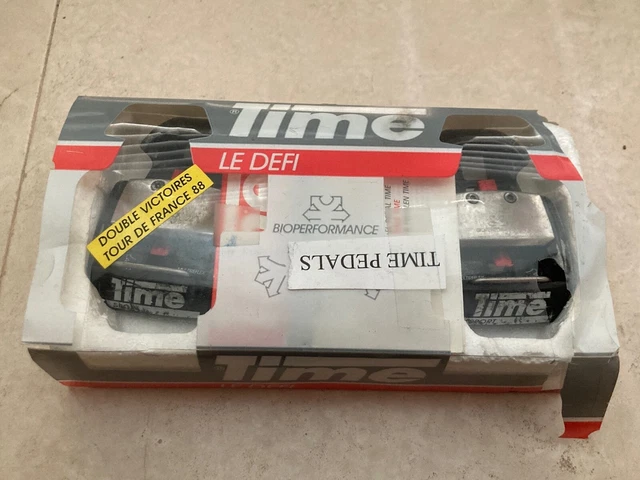 Time
LE DEFI
DOUBLE VICTOIRES
TOUR DE FRANCE 88
BIOPERFORMANCE
TIME PEDALS
Time
Time
Time